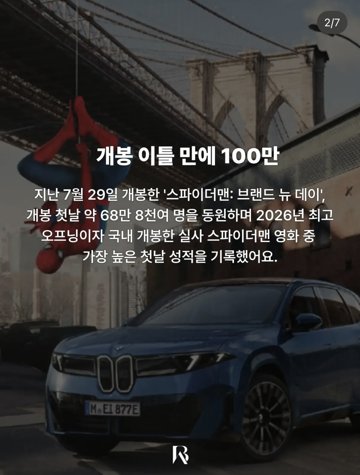 2/7
개봉 이틀 만에 100만
지난 7월 29일 개봉한 '스파이더맨: 브랜드 뉴 데이',
개봉 첫날 약 68만 8천여 명을 동원하며 2026년 최고
오프닝이자 국내 개봉한 실사 스파이더맨 영화 중
가장 높은 첫날 성적을 기록했어요.
M EI 877E
R